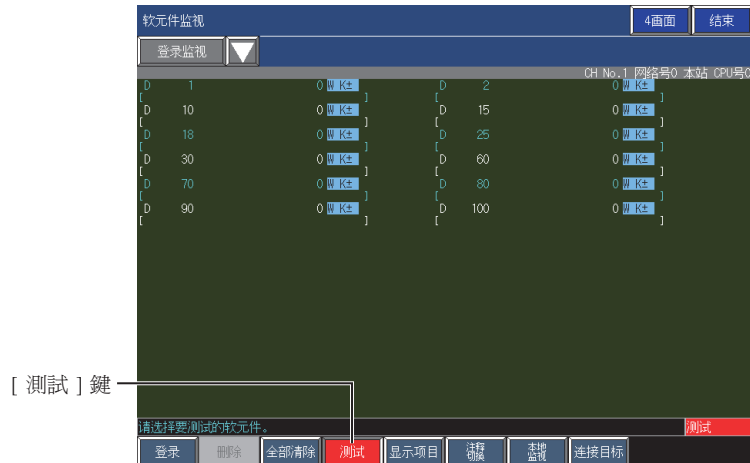 软元件监视 4画面 结束
登录监视
CH No.1 网络号0 本站 CPU号0
D 1 0 W K± D 2 0 W K±
[ ] [ ]
D 10 0 W K± D 15 0 W K±
[ ] [ ]
D 18 0 W K± D 25 0 W K±
[ ] [ ]
D 30 0 W K± D 60 0 W K±
[ ] [ ]
D 70 0 W K± D 80 0 W K±
[ ] [ ]
D 90 0 W K± D 100 0 W K±
[ ] [ ]
[ 測試 ] 鍵
请选择要测试的软元件。 测试
登录 删除 全部清除 测试 显示项目 注释切换 本地监视 连接目标